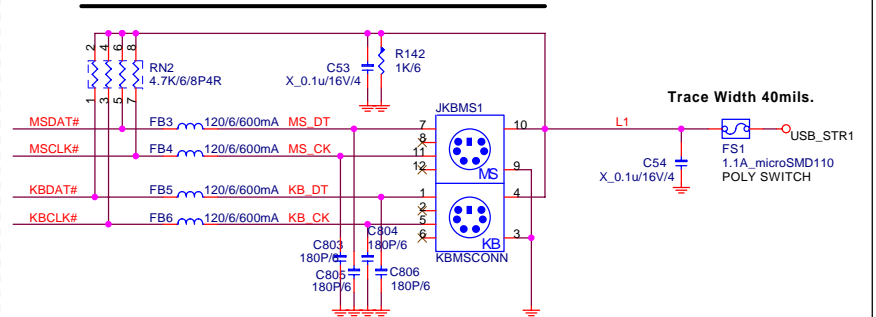 2 4 6 8
RN2
4.7K/6/8P4R
1 3 5 7
C53
X_0.1u/16V/4
R142
1K/6
Trace Width 40mils.
JKBMS1
MSDAT# FB3 120/6/600mA MS_DT 7 10 L1
USB_STR1
8
FS1
MSCLK# FB4 120/6/600mA MS_CK 11
C54
1.1A_microSMD110
12 MS 9
X_0.1u/16V/4
POLY SWITCH
KBDAT# FB5 120/6/600mA KB_DT 1 4
2
KBCLK# FB6 120/6/600mA KB_CK 5
6 KB 3
KBMSCONN
C803
180P/6
C804
180P/6
C805
180P/6
C806
180P/6